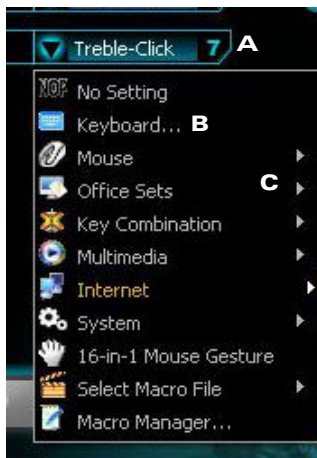 Treble-Click 7 A
NOP No Setting
Keyboard... B
Mouse
Office Sets C
Key Combination
Multimedia
Internet
System
16-in-1 Mouse Gesture
Select Macro File
Macro Manager...